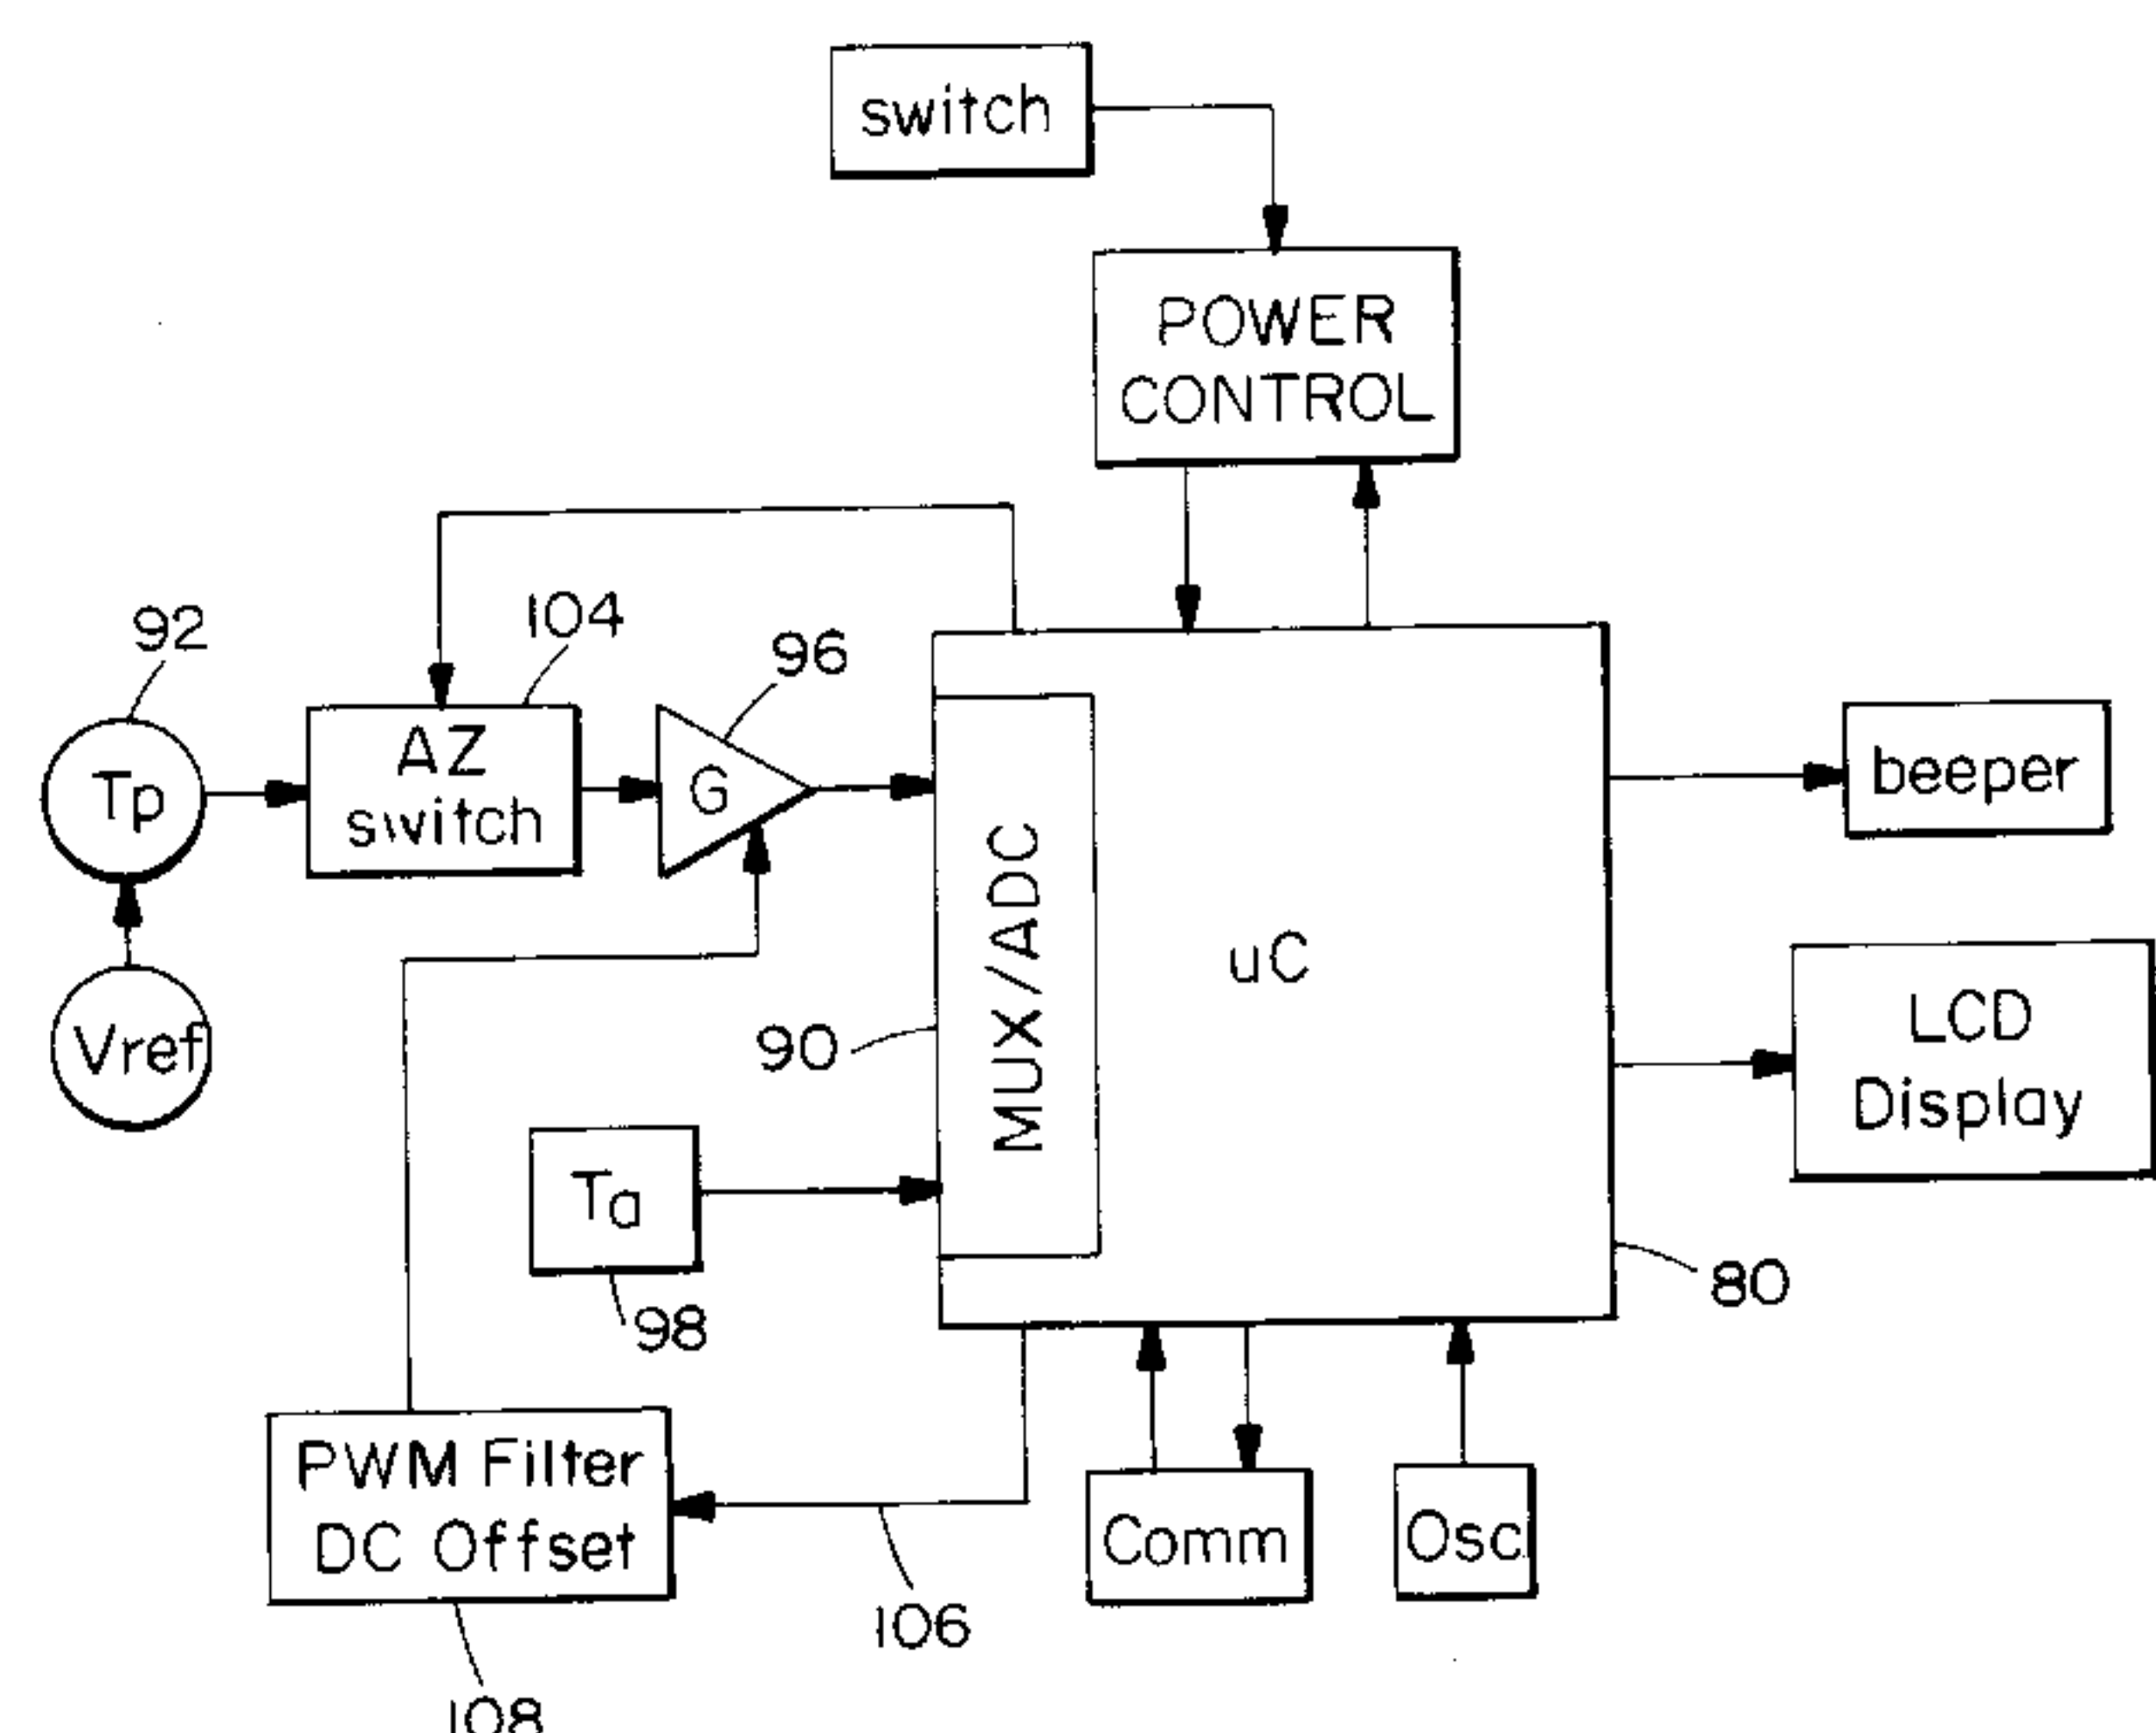 switch
POWER
CONTROL
92
104
96
Tp
AZ
switch
G
beeper
MUX/ADC
uC
Vref
90
LCD
Display
Ta
98
80
PWM Filter
DC Offset
Comm
Osc
106
108